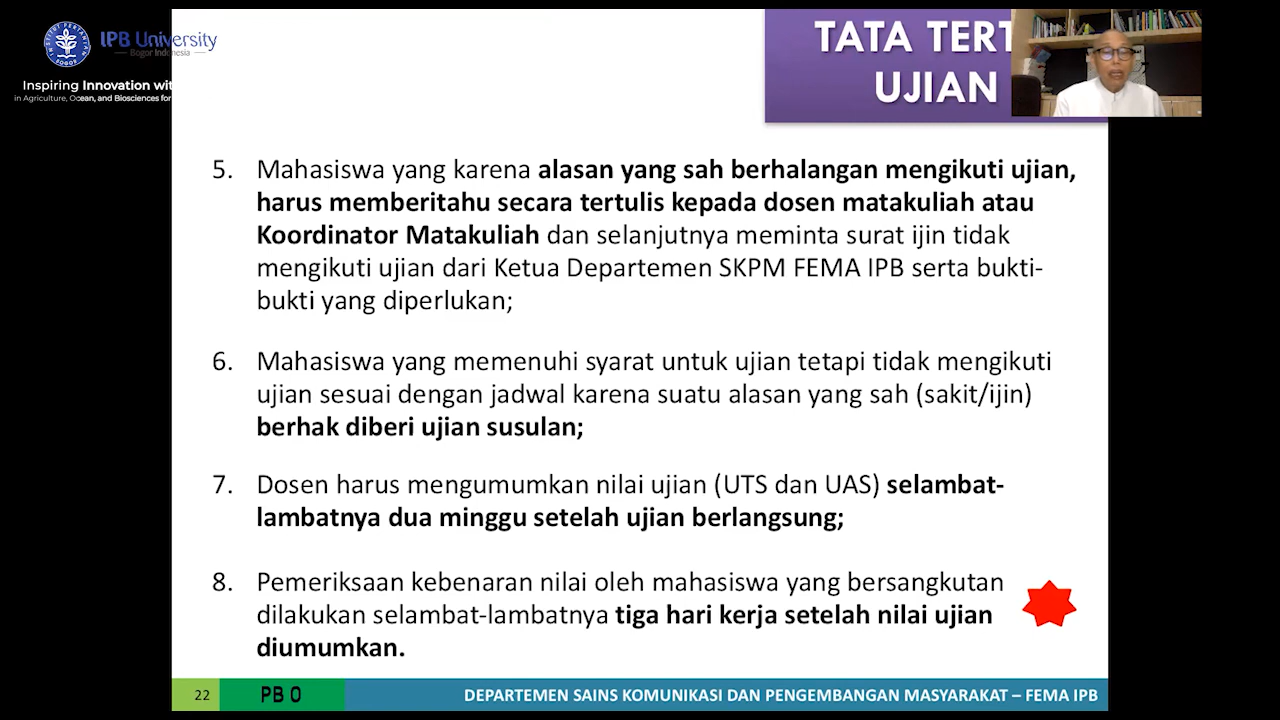 IPB University
Bogor Indonesia
Inspiring Innovation wit
in Agriculture, Ocean, and Biosciences for
TATA TERT
UJIAN
5. Mahasiswa yang karena alasan yang sah berhalangan mengikuti ujian,
harus memberitahu secara tertulis kepada dosen matakuliah atau
Koordinator Matakuliah dan selanjutnya meminta surat ijin tidak
mengikuti ujian dari Ketua Departemen SKPM FEMA IPB serta bukti-
bukti yang diperlukan;
6. Mahasiswa yang memenuhi syarat untuk ujian tetapi tidak mengikuti
ujian sesuai dengan jadwal karena suatu alasan yang sah (sakit/ijin)
berhak diberi ujian susulan;
7. Dosen harus mengumumkan nilai ujian (UTS dan UAS) selambat-
lambatnya dua minggu setelah ujian berlangsung;
8. Pemeriksaan kebenaran nilai oleh mahasiswa yang bersangkutan
dilakukan selambat-lambatnya tiga hari kerja setelah nilai ujian
diumumkan.
22 PB 0 DEPARTEMEN SAINS KOMUNIKASI DAN PENGEMBANGAN MASYARAKAT – FEMA IPB